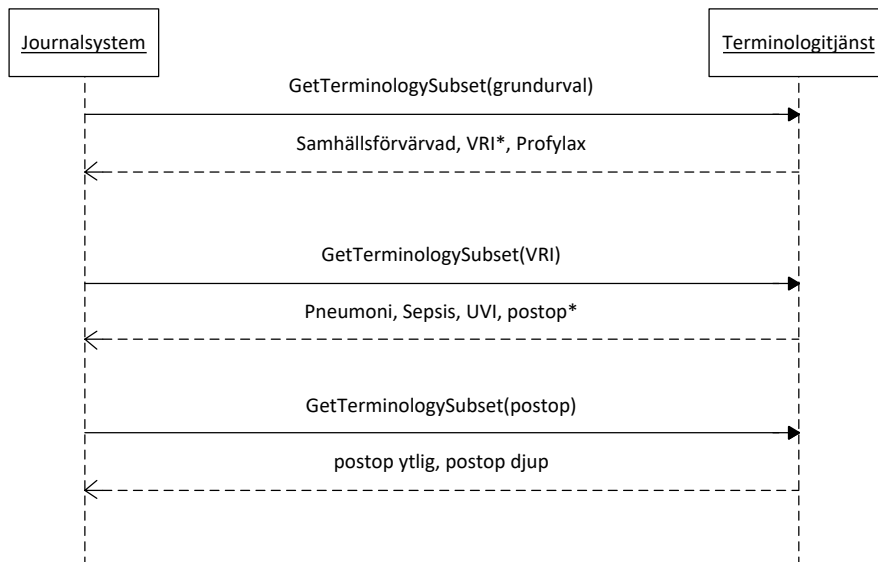 Journalsystem
Terminologitjänst
GetTerminologySubset(grundurval)
Samhällsförvärvad, VRI*, Profylax
GetTerminologySubset(VRI)
Pneumoni, Sepsis, UVI, postop*
GetTerminologySubset(postop)
postop ytlig, postop djup